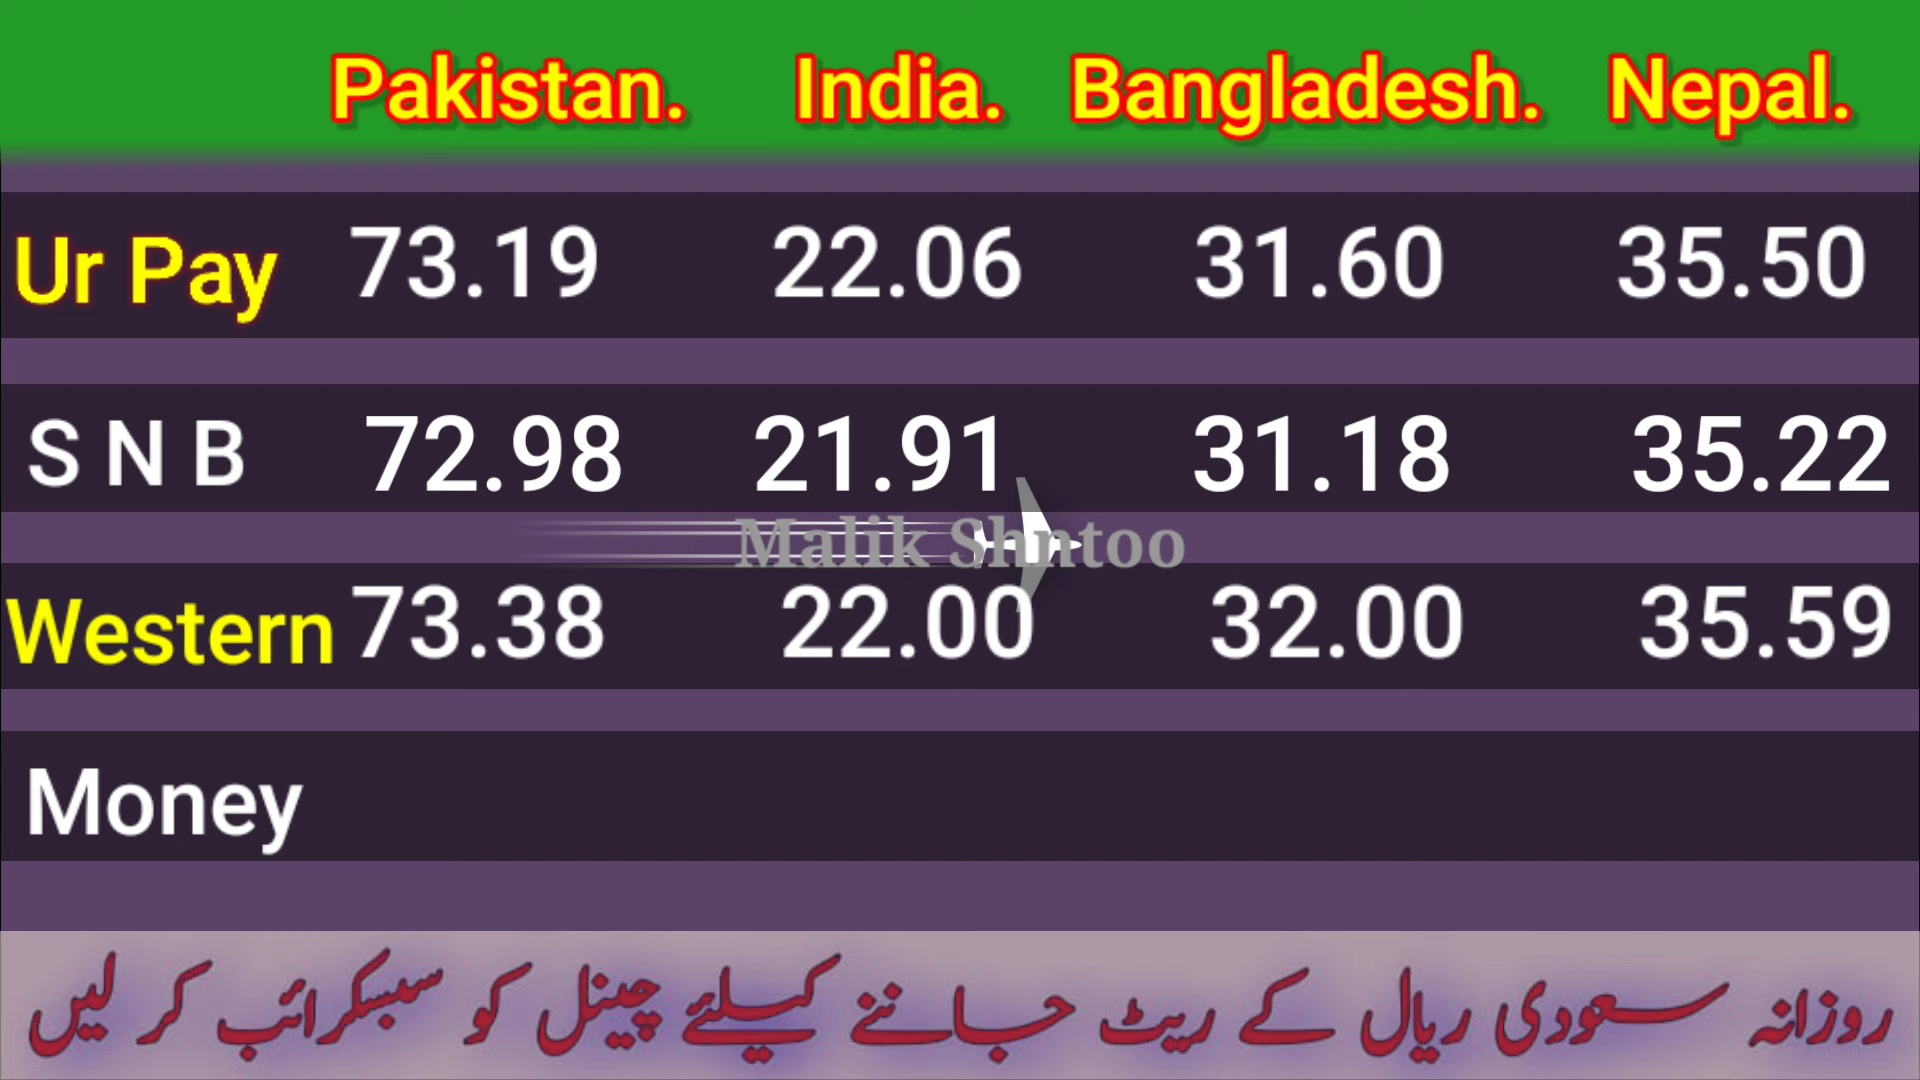 Pakistan. India. Bangladesh. Nepal.
Ur Pay 73.19 22.06 31.60 35.50
S N B 72.98 21.91 31.18 35.22
Malik Shntoo
Western 73.38 22.00 32.00 35.59
Money
روزانہ سعودی ریال کے ریٹ جاننے کیلئے چینل کو سبسکرائب کر لیں